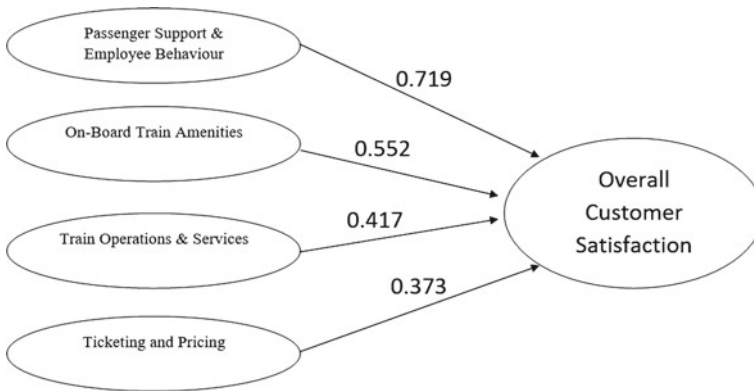 Passenger Support &
Employee Behaviour
0.719
On-Board Train Amenities
0.552
Overall
Customer
Satisfaction
0.417
Train Operations & Services
0.373
Ticketing and Pricing